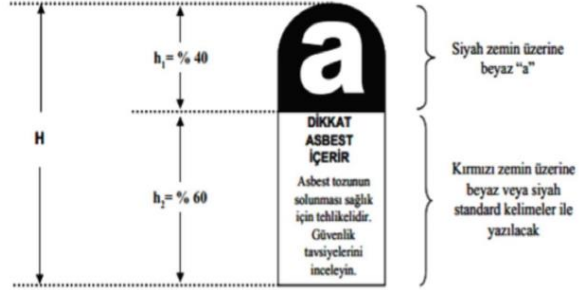 h₁= % 40
H
h₂= % 60
a
DİKKAT
ASBEST
İÇERİR
Asbest tozunun
solunması sağlık
için tehlikelidir.
Güvenlik
tavsiyelerini
inceleyin.
Siyah zemin üzerine
beyaz “a”
Kırmızı zemin üzerine
beyaz veya siyah
standard kelimeler ile
yazılacak